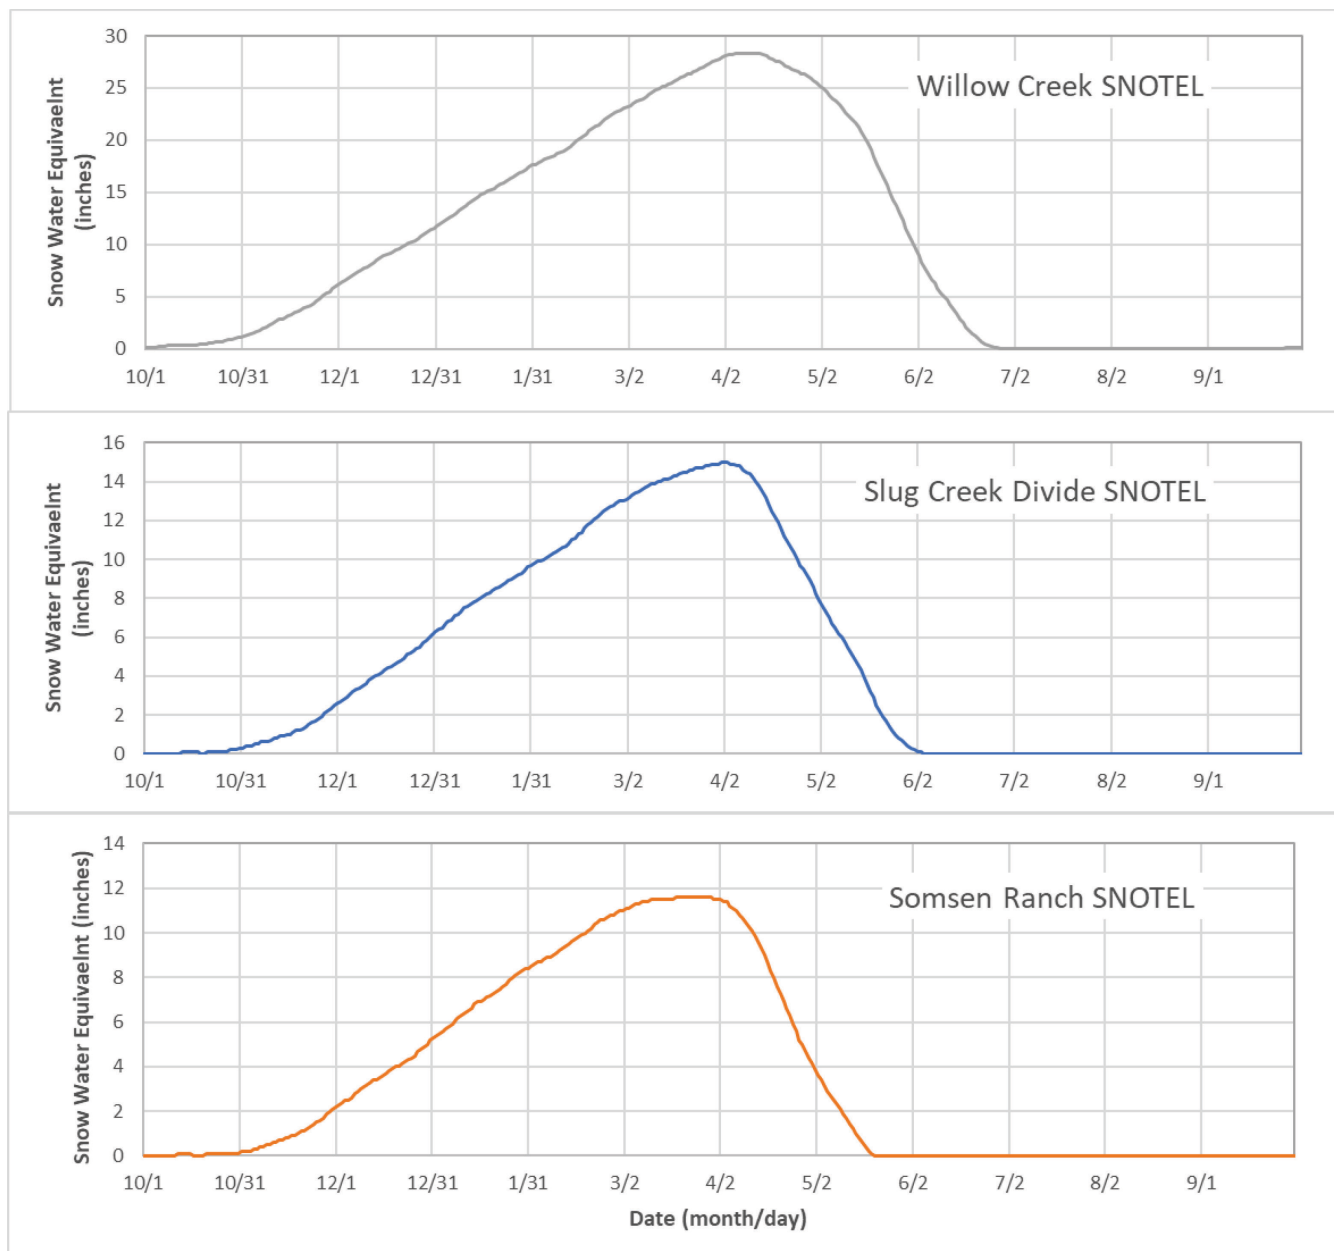 Snow Water Equivaelnt
(inches)
30
25
20
15
10
5
0
Willow Creek SNOTEL
10/1 10/31 12/1 12/31 1/31 3/2 4/2 5/2 6/2 7/2 8/2 9/1
Snow Water Equivaelnt
(inches)
16
14
12
10
8
6
4
2
0
Slug Creek Divide SNOTEL
10/1 10/31 12/1 12/31 1/31 3/2 4/2 5/2 6/2 7/2 8/2 9/1
Snow Water Equivaelnt (inches)
14
12
10
8
6
4
2
0
Somsen Ranch SNOTEL
10/1 10/31 12/1 12/31 1/31 3/2 4/2 5/2 6/2 7/2 8/2 9/1
Date (month/day)